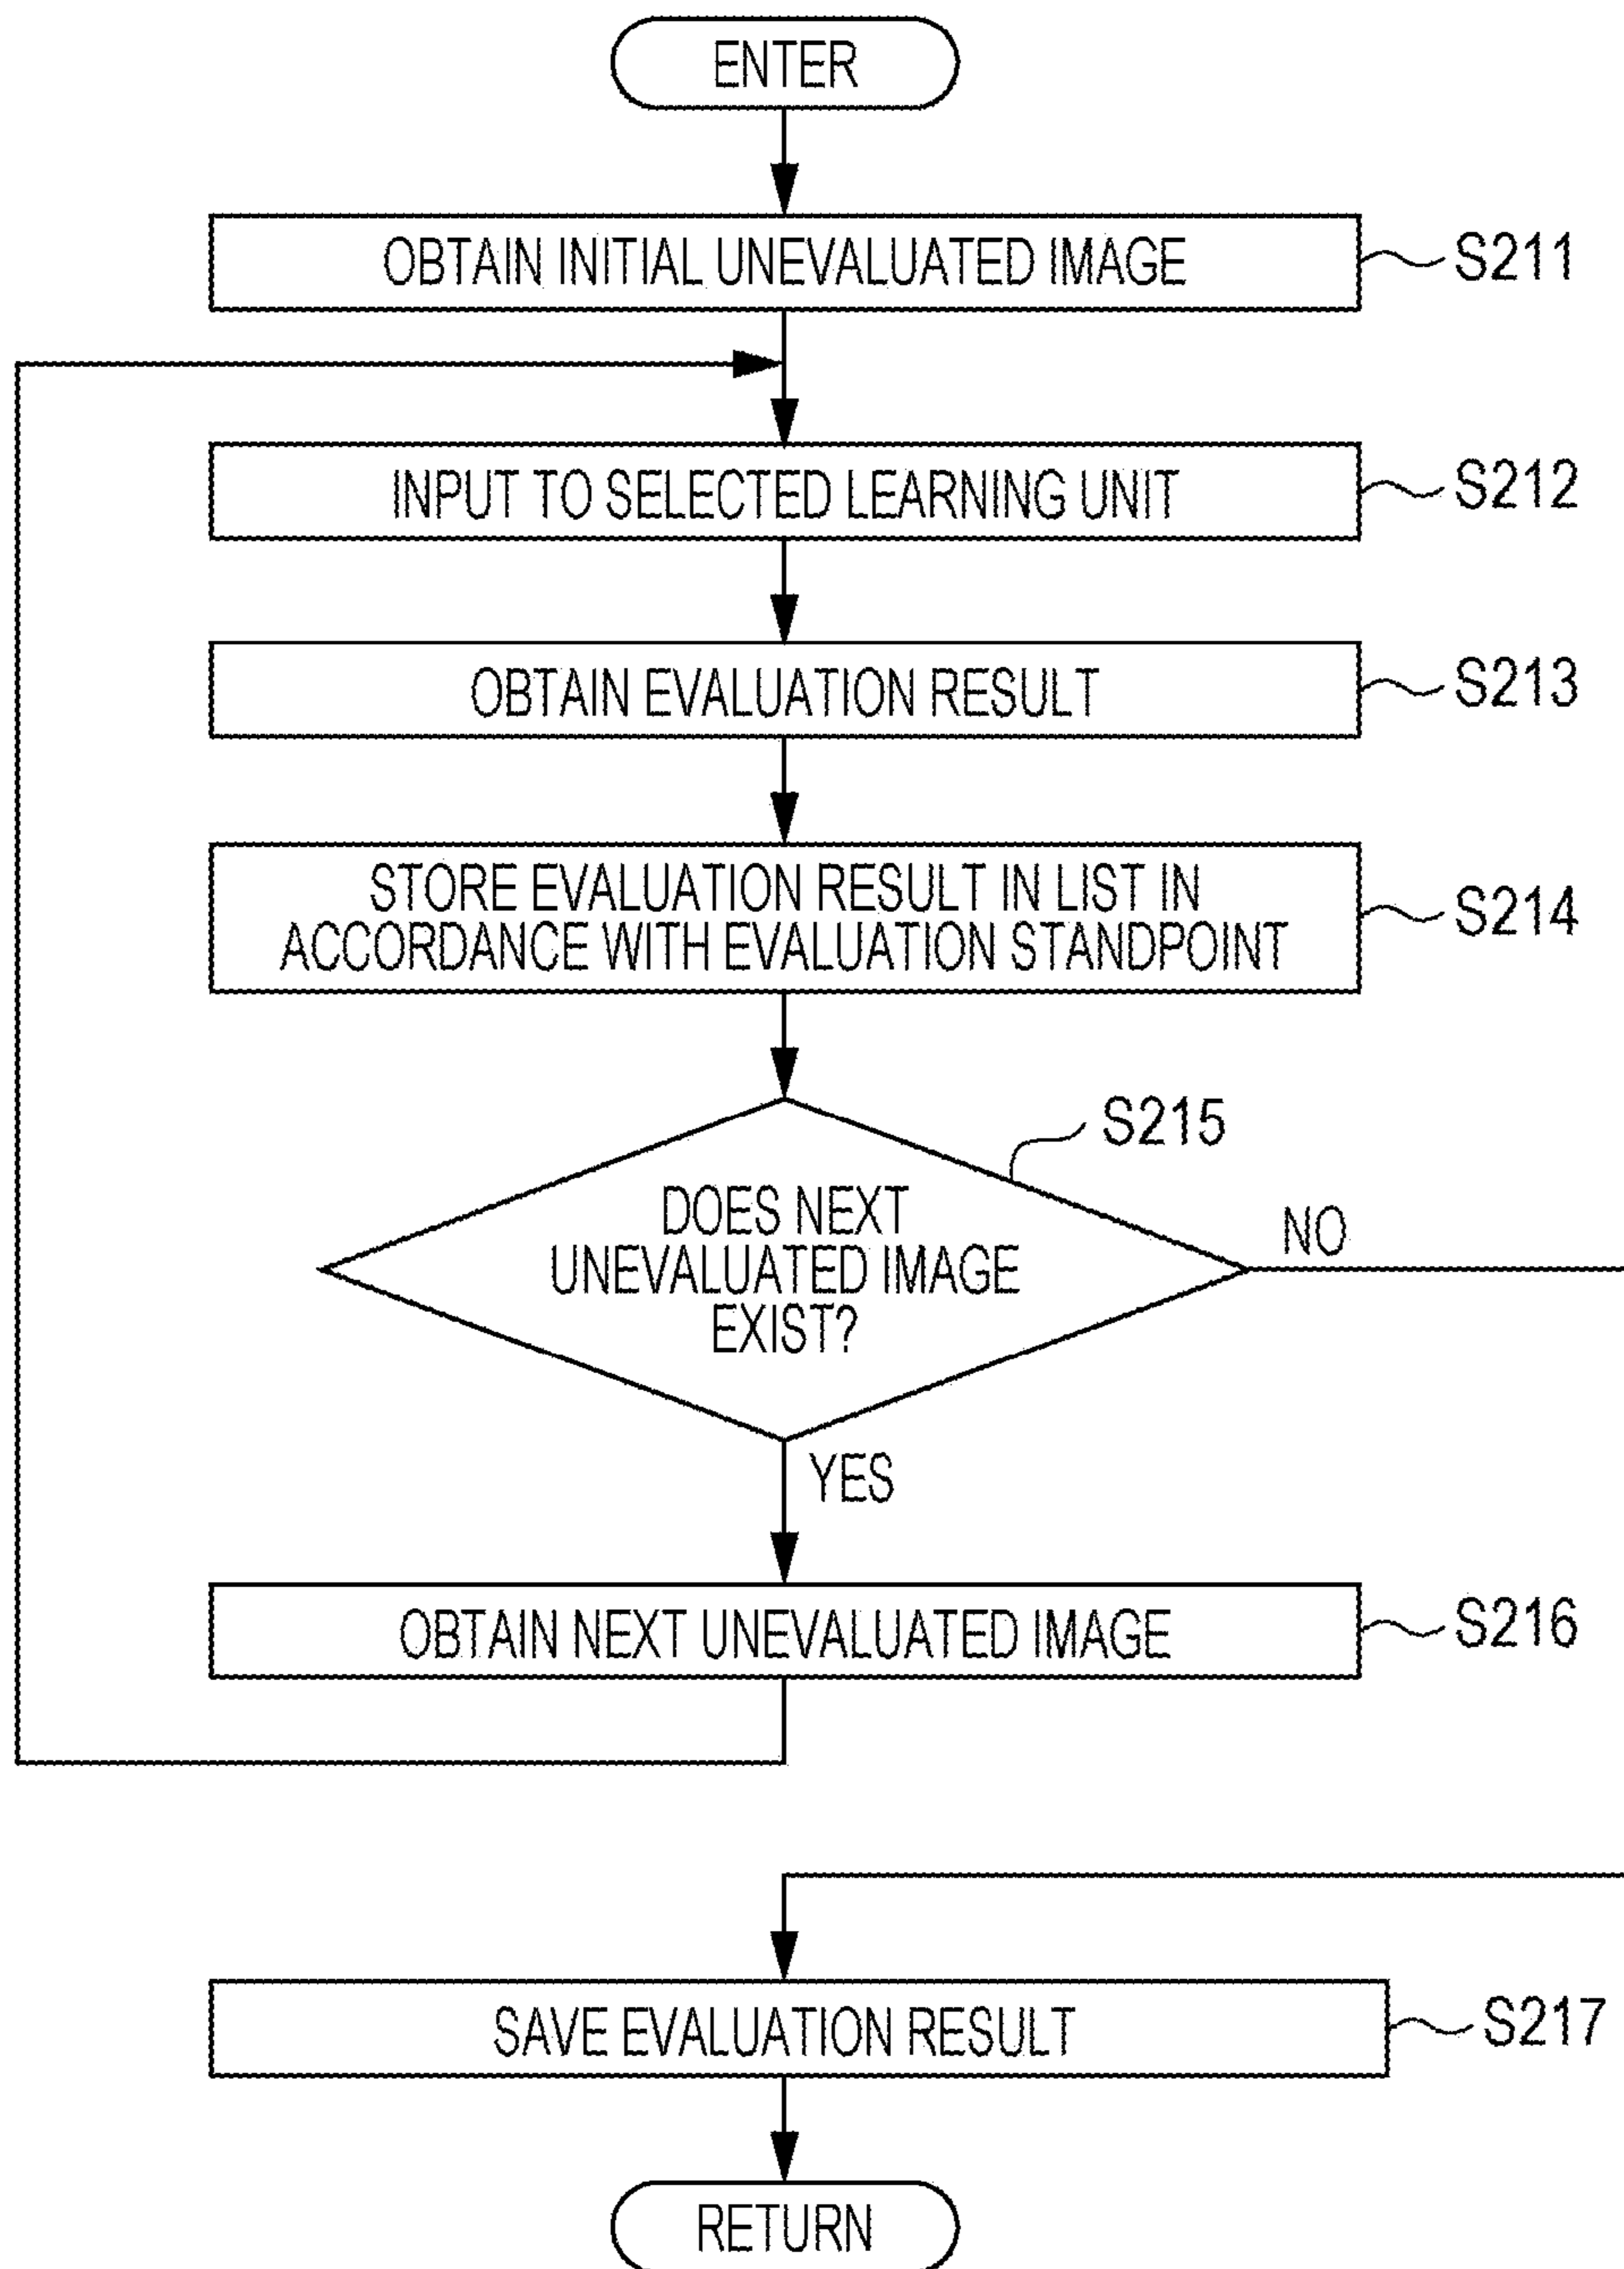 ENTER
OBTAIN INITIAL UNEVALUATED IMAGE
S211
INPUT TO SELECTED LEARNING UNIT
S212
OBTAIN EVALUATION RESULT
S213
STORE EVALUATION RESULT IN LIST IN
ACCORDANCE WITH EVALUATION STANDPOINT
S214
S215
DOES NEXT
UNEVALUATED IMAGE
EXIST?
NO
YES
OBTAIN NEXT UNEVALUATED IMAGE
S216
SAVE EVALUATION RESULT
S217
RETURN